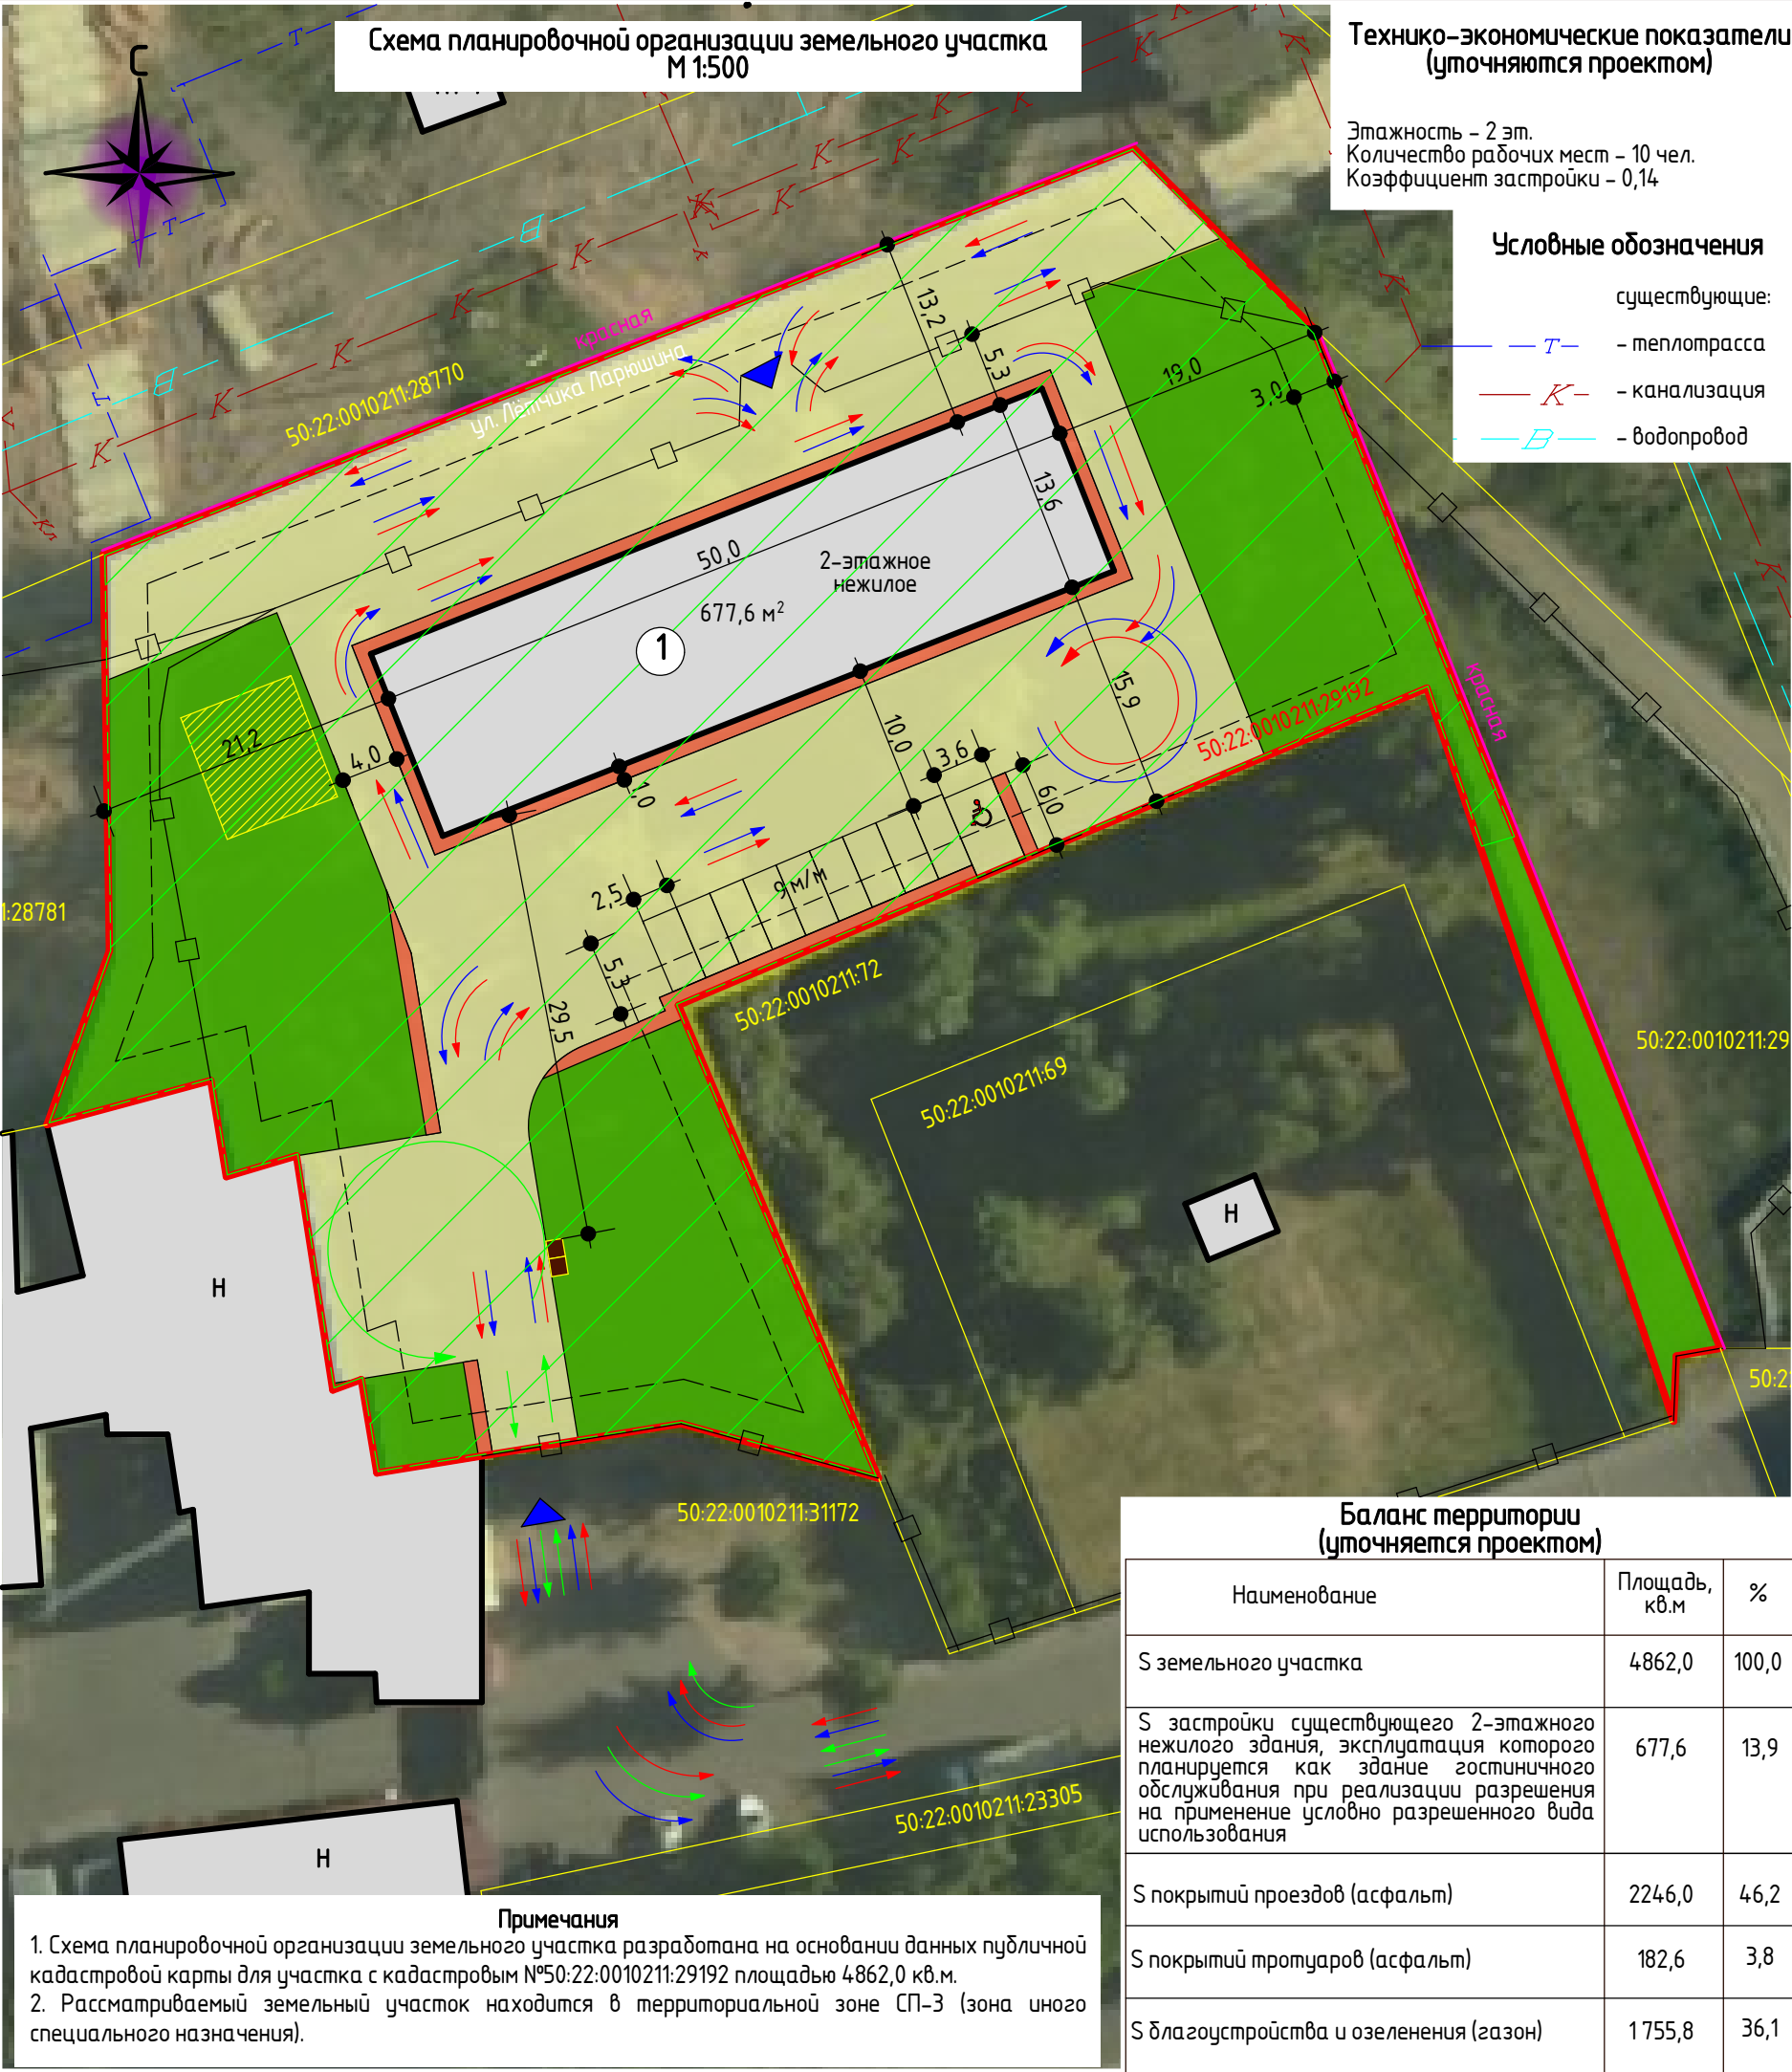 Схема планировочной организации земельного участка
М 1:500
Технико-экономические показатели
(уточняются проектом)
Этажность - 2 эт.
Количество рабочих мест - 10 чел.
Коэффициент застройки - 0,14
Условные обозначения
существующие:
Т
- теплотрасса
К
- канализация
В
- водопровод
С
Т
Т
Т
В
В
К
К
К
К
К
К
К
К
К
К
Кл
красная
ул. Лётчика Ларюшина
50:22:0010211:28770
13,2
5,3
19,0
3,0
13,6
50,0
2-этажное
нежилое
677,6 м²
1
21,2
4,0
1,0
10,0
3,6
6,0
15,9
50:22:0010211:29192
красная
2,5
9 м/м
5,3
29,5
1:28781
50:22:0010211:72
50:22:0010211:69
50:22:0010211:29
50:2
Н
Н
Н
50:22:0010211:31172
50:22:0010211:23305
Баланс территории
(уточняется проектом)
Наименование
Площадь,
кв.м
%
S земельного участка
4862,0
100,0
S застройки существующего 2-этажного
нежилого здания, эксплуатация которого
планируется как здание гостиничного
обслуживания при реализации разрешения
на применение условно разрешенного вида
использования
677,6
13,9
S покрытий проездов (асфальт)
2246,0
46,2
S покрытий тротуаров (асфальт)
182,6
3,8
S благоустройства и озеленения (газон)
1755,8
36,1
Примечания
1. Схема планировочной организации земельного участка разработана на основании данных публичной
кадастровой карты для участка с кадастровым №50:22:0010211:29192 площадью 4862,0 кв.м.
2. Рассматриваемый земельный участок находится в территориальной зоне СП-3 (зона иного
специального назначения).